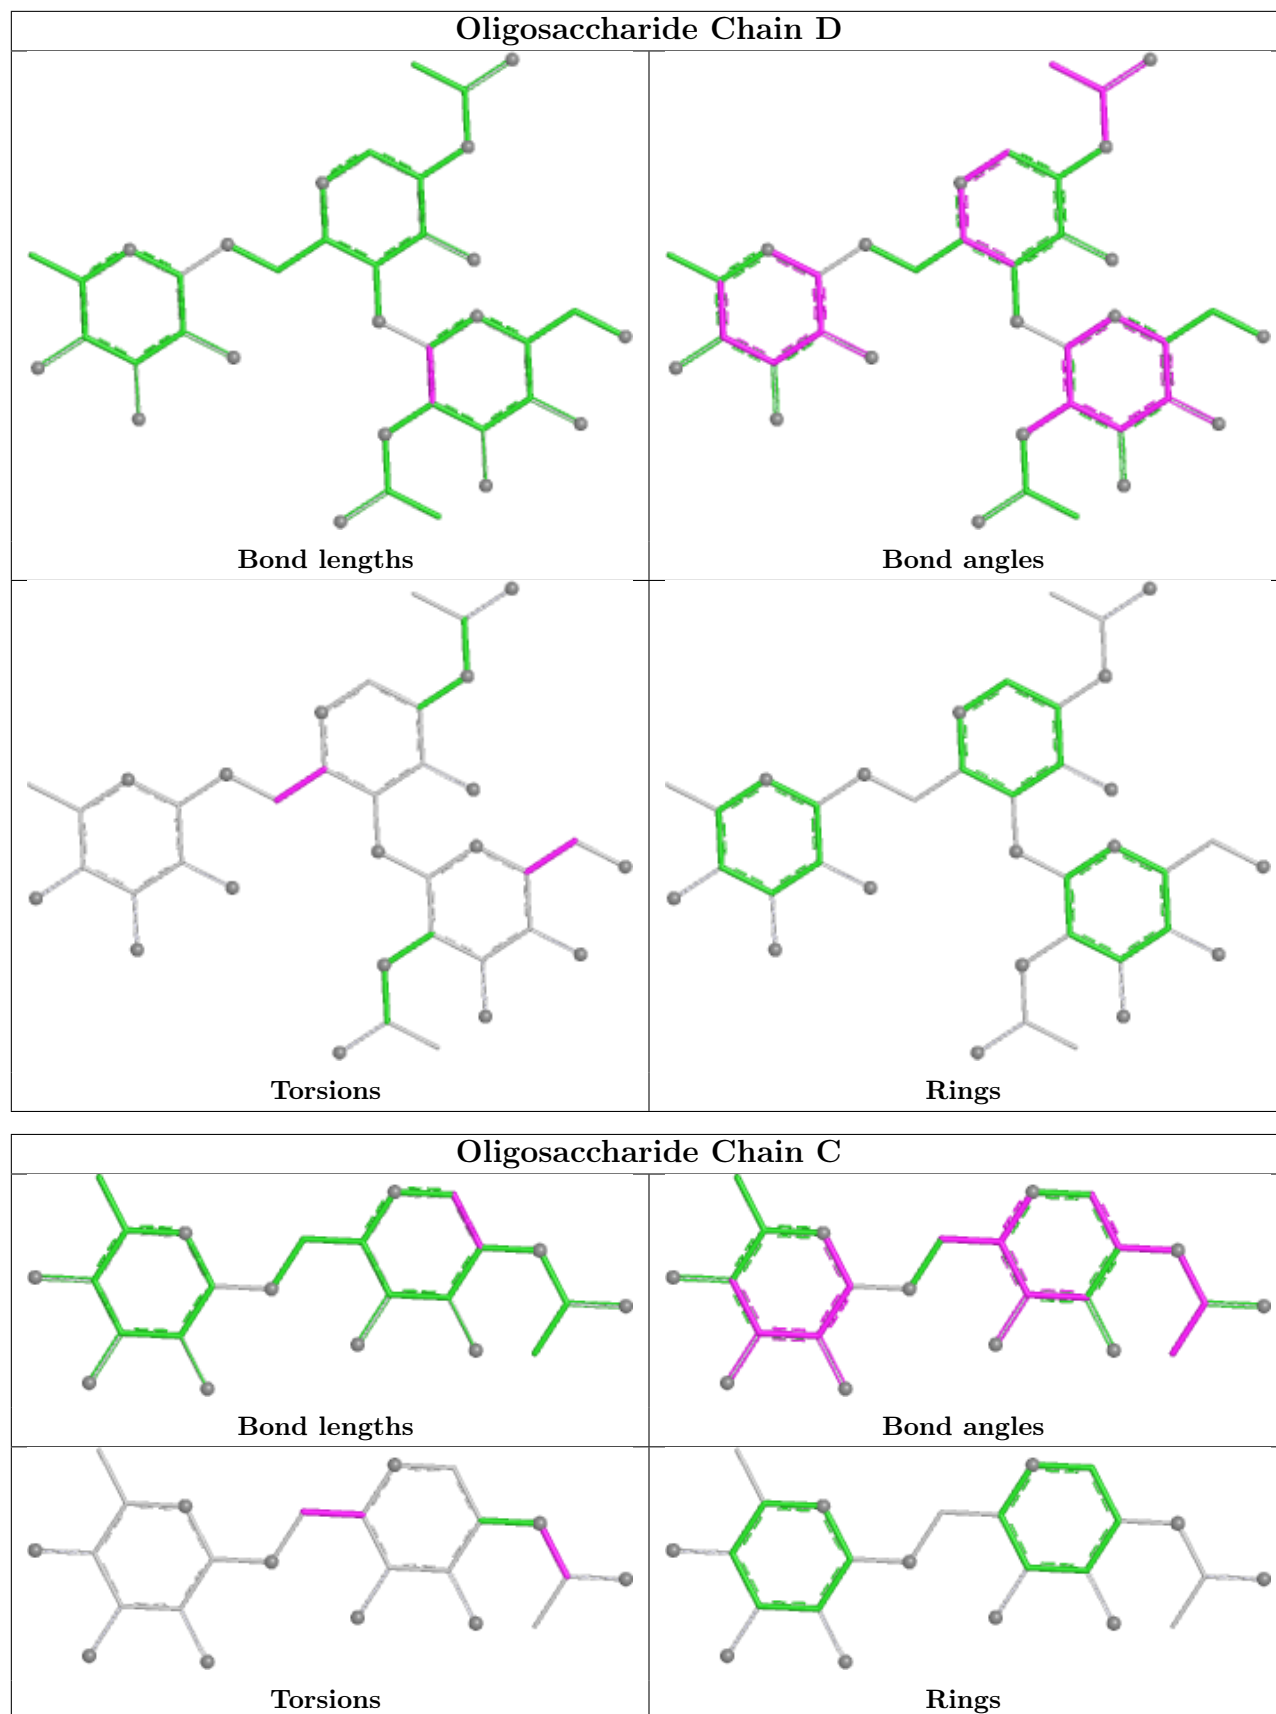 Oligosaccharide Chain D
Bond lengths
Bond angles
Torsions
Rings
Oligosaccharide Chain C
Bond lengths
Bond angles
Torsions
Rings